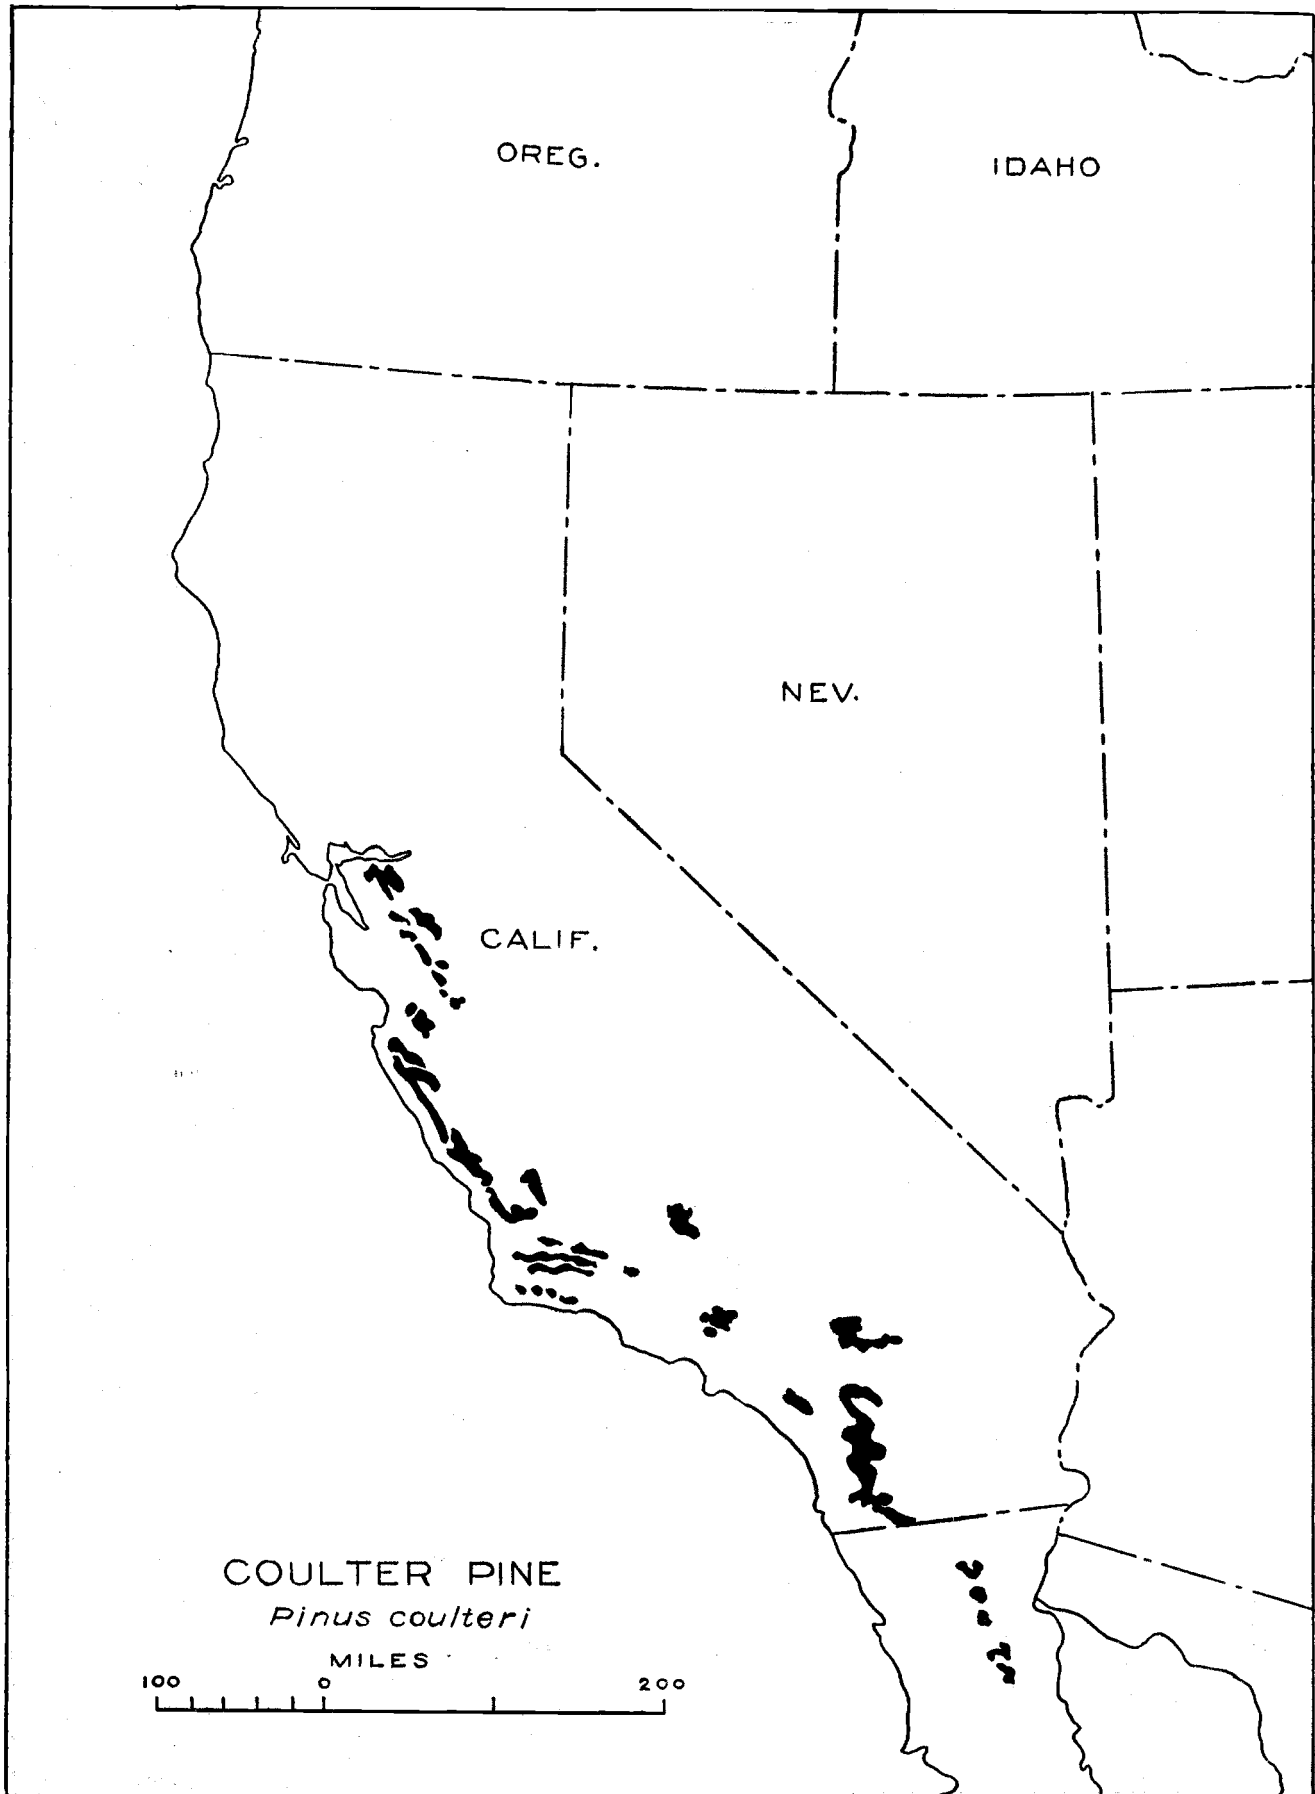 OREG.
IDAHO
NEV.
CALIF.
COULTER PINE
Pinus coulteri
MILES
100 0 200